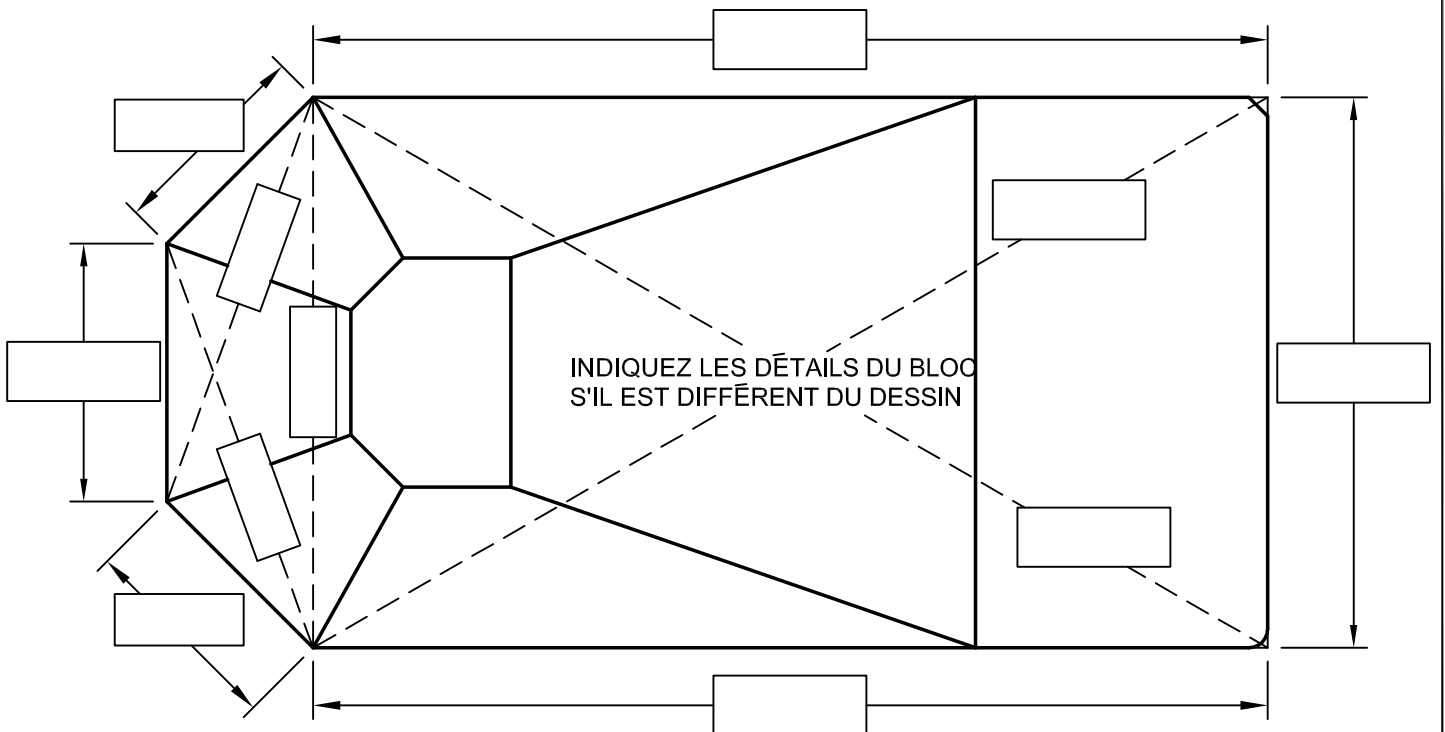 INDIQUEZ LES DÉTAILS DU BLOC
S'IL EST DIFFÉRENT DU DESSIN